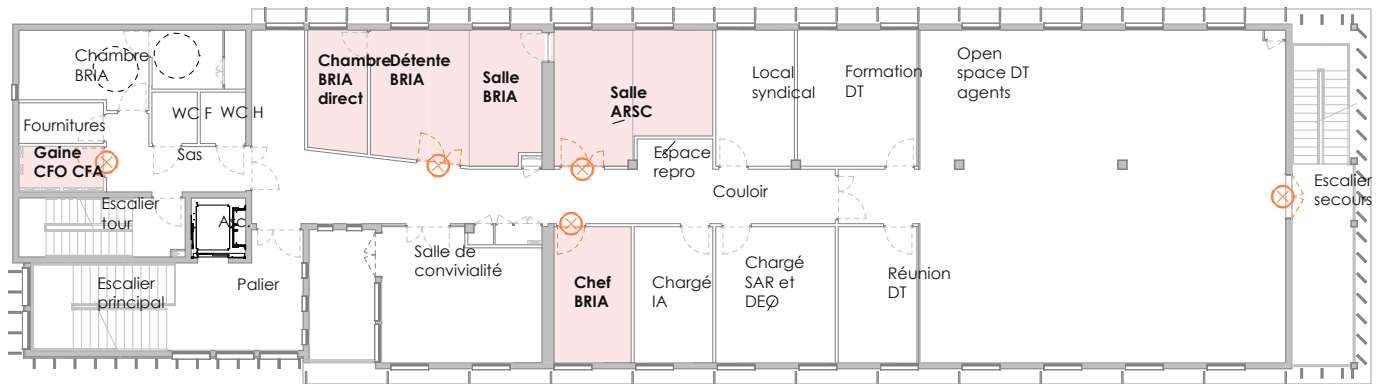 Chambre
BRIA
WC F
WC H
Fournitures
Gaine
CFO CFA
Sas
Escalier
tour
Asc.
Escalier
principal
Palier
Chambre
BRIA
direct
Détente
BRIA
Salle
BRIA
Salle
ARSC
Espace
repro
Local
syndical
Formation
DT
Open
space DT
agents
Couloir
Escalier
secours
Salle de
convivialité
Chef
BRIA
Chargé
IA
Chargé
SAR et
DEO
Réunion
DT